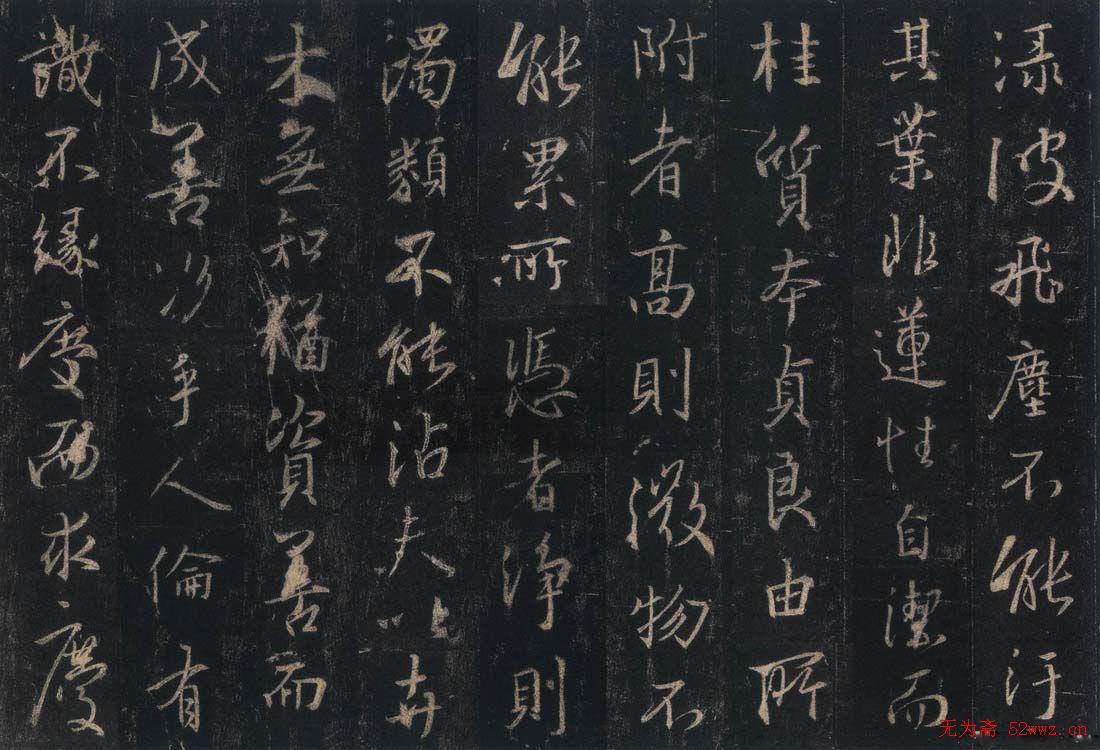 淥波飛塵不能汙
其葉非蓮性自潔而
桂質本貞良由所
附者高則微物不
能累所憑者淨則
濁類不能沾夫以卉
木無知猶資善而
成善況乎人倫有
識不緣慶而求慶
无为斋 52wwz.cn